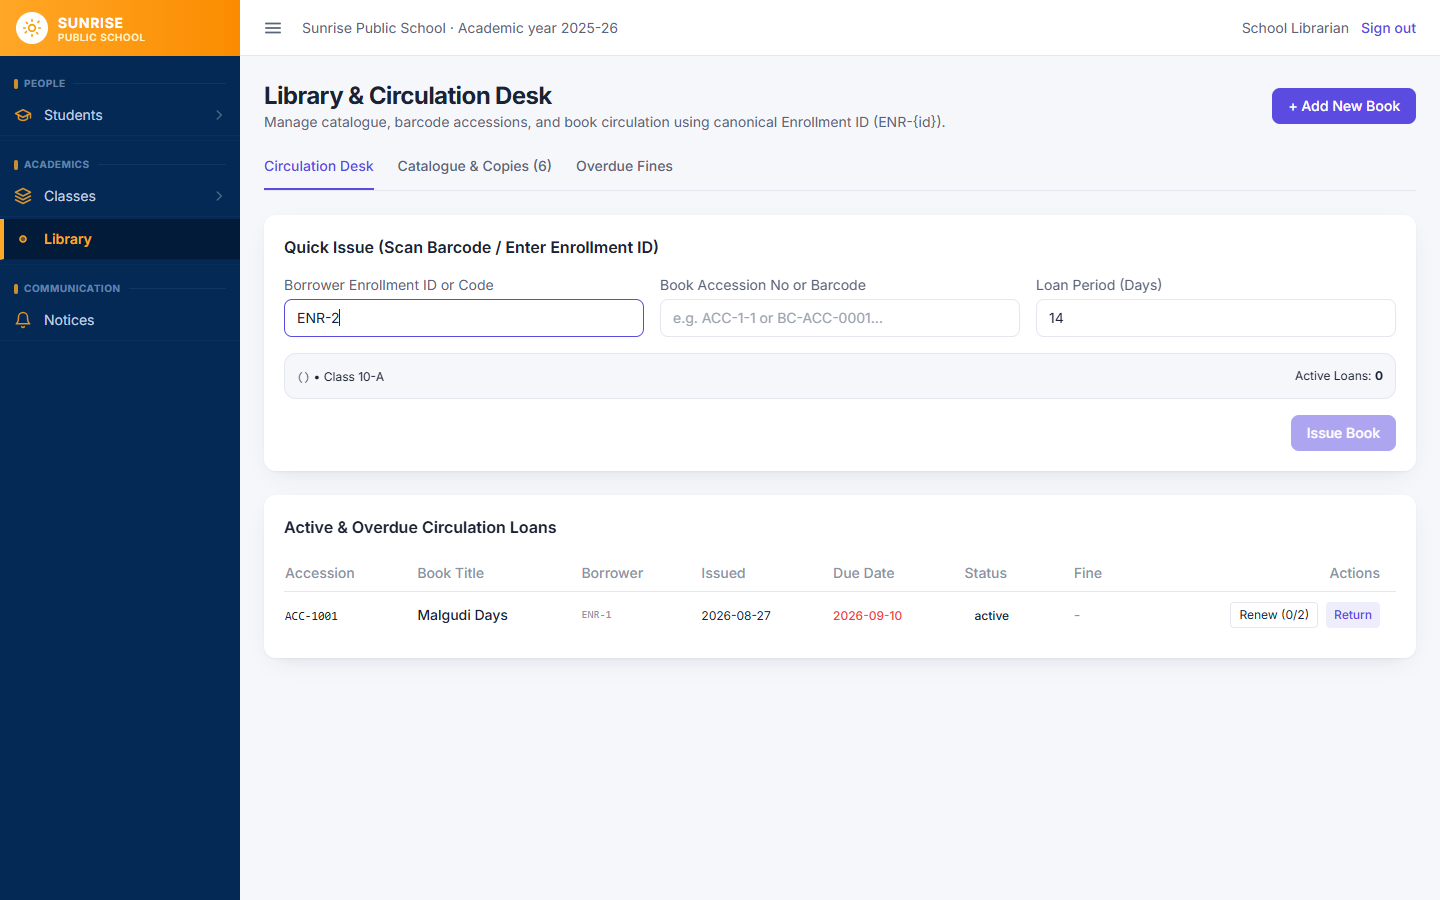 SUNRISE
PUBLIC SCHOOL
Sunrise Public School · Academic year 2025-26
School Librarian
Sign out
PEOPLE
Students
ACADEMICS
Classes
Library
COMMUNICATION
Notices
Library & Circulation Desk
Manage catalogue, barcode accessions, and book circulation using canonical Enrollment ID (ENR-{id}).
+ Add New Book
Circulation Desk
Catalogue & Copies (6)
Overdue Fines
Quick Issue (Scan Barcode / Enter Enrollment ID)
Borrower Enrollment ID or Code
Book Accession No or Barcode
Loan Period (Days)
ENR-2
e.g. ACC-1-1 or BC-ACC-0001...
14
() • Class 10-A
Active Loans: 0
Issue Book
Active & Overdue Circulation Loans
Accession Book Title Borrower Issued Due Date Status Fine Actions
ACC-1001 Malgudi Days ENR-1 2026-08-27 2026-09-10 active - Renew (0/2) Return